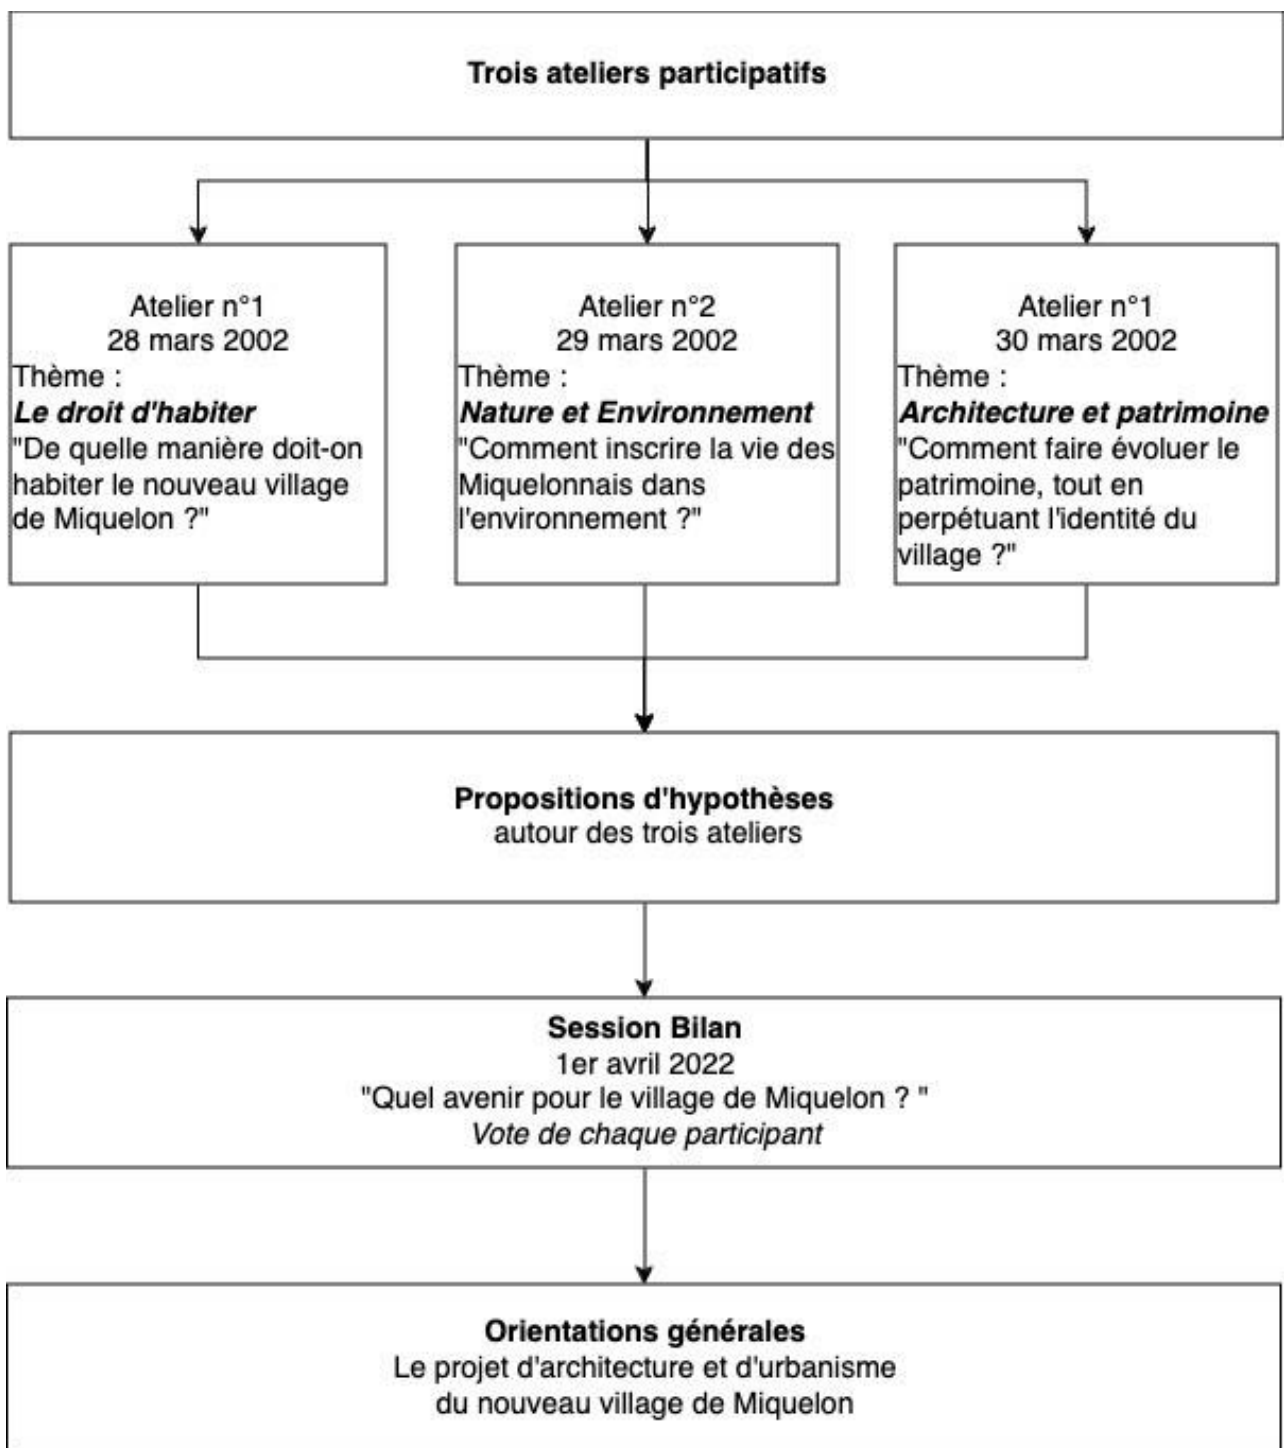 Trois ateliers participatifs
Atelier n°1
28 mars 2002
Thème :
Le droit d'habiter
"De quelle manière doit-on
habiter le nouveau village
de Miquelon ?"
Atelier n°2
29 mars 2002
Thème :
Nature et Environnement
"Comment inscrire la vie des
Miquelonnais dans
l'environnement ?"
Atelier n°1
30 mars 2002
Thème :
Architecture et patrimoine
"Comment faire évoluer le
patrimoine, tout en
perpétuant l'identité du
village ?"
Propositions d'hypothèses
autour des trois ateliers
Session Bilan
1er avril 2022
"Quel avenir pour le village de Miquelon ? "
Vote de chaque participant
Orientations générales
Le projet d'architecture et d'urbanisme
du nouveau village de Miquelon